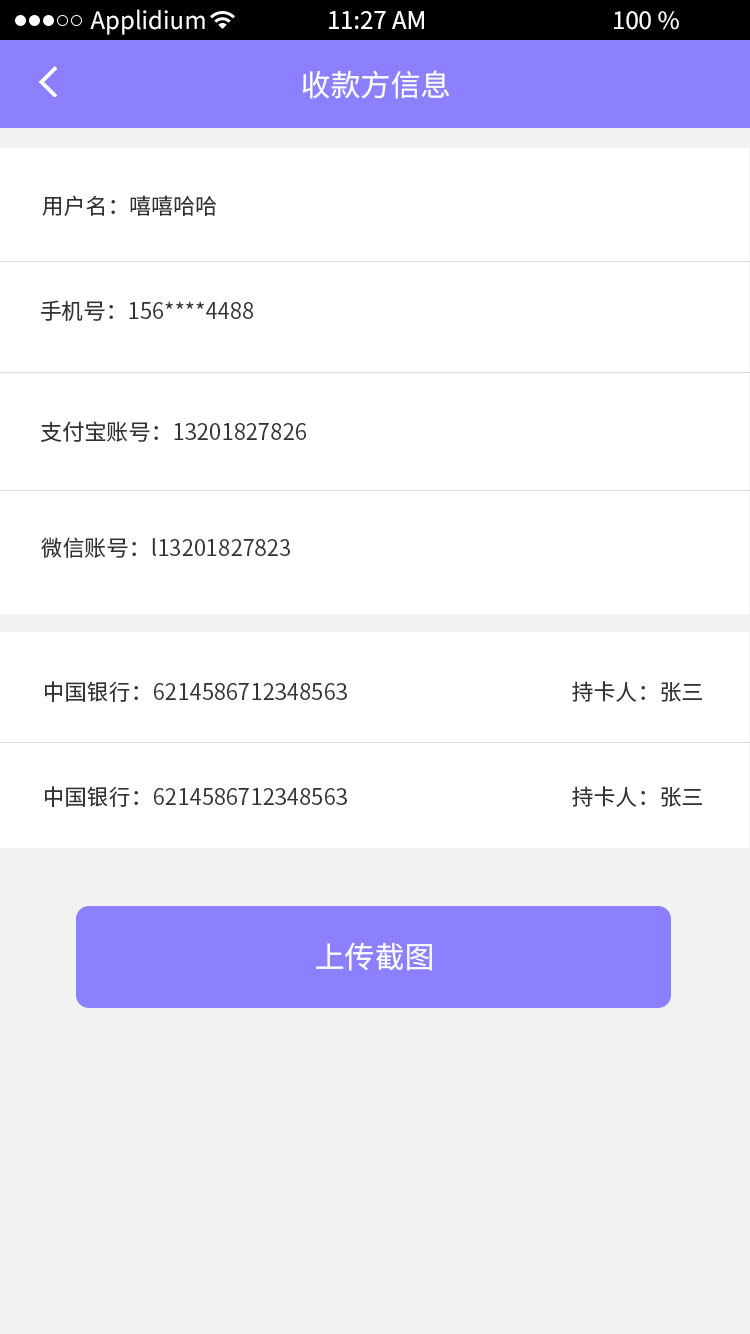 Applidium 11:27 AM 100 %
收款方信息
用户名：嘻嘻哈哈
手机号：156****4488
支付宝账号：13201827826
微信账号：l13201827823
中国银行：6214586712348563 持卡人：张三
中国银行：6214586712348563 持卡人：张三
上传截图